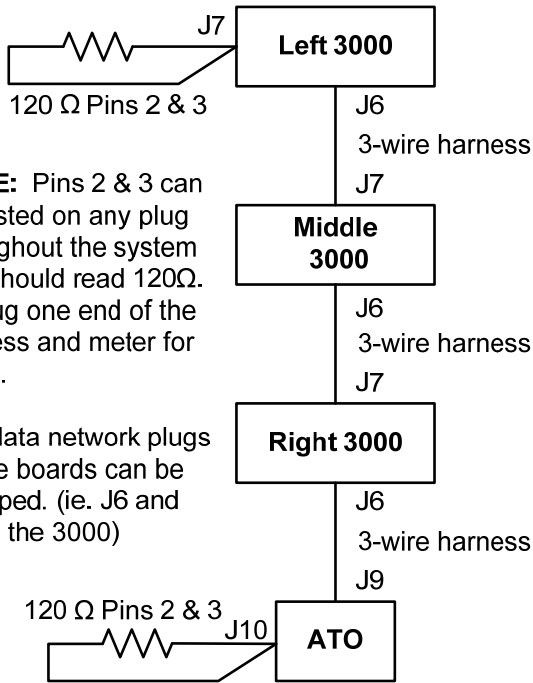 J7
Left 3000
120 Ω Pins 2 & 3
J6
3-wire harness
J7
E: Pins 2 & 3 can
sted on any plug
ghout the system
hould read 120Ω.
ug one end of the
ess and meter for
.
Middle
3000
J6
3-wire harness
J7
data network plugs
e boards can be
ped. (ie. J6 and
the 3000)
Right 3000
J6
3-wire harness
J9
120 Ω Pins 2 & 3
J10
ATO